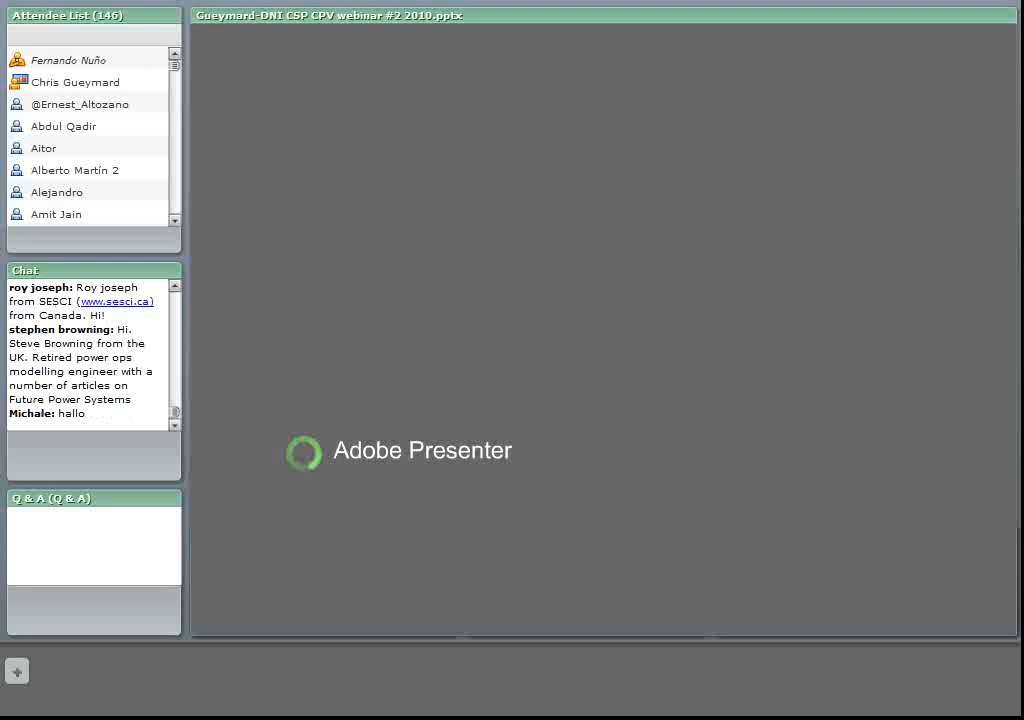 Attendee List (146)
Fernando Nuño
Chris Gueymard
@Ernest_Altozano
Abdul Qadir
Aitor
Alberto Martín 2
Alejandro
Amit Jain
Chat
roy joseph: Roy joseph
from SESCI (www.sesci.ca)
from Canada. Hi!
stephen browning: Hi.
Steve Browning from the
UK. Retired power ops
modelling engineer with a
number of articles on
Future Power Systems
Michale: hallo
Q & A (Q & A)
Gueymard-DNI CSP CPV webinar #2 2010.pptx
Adobe Presenter